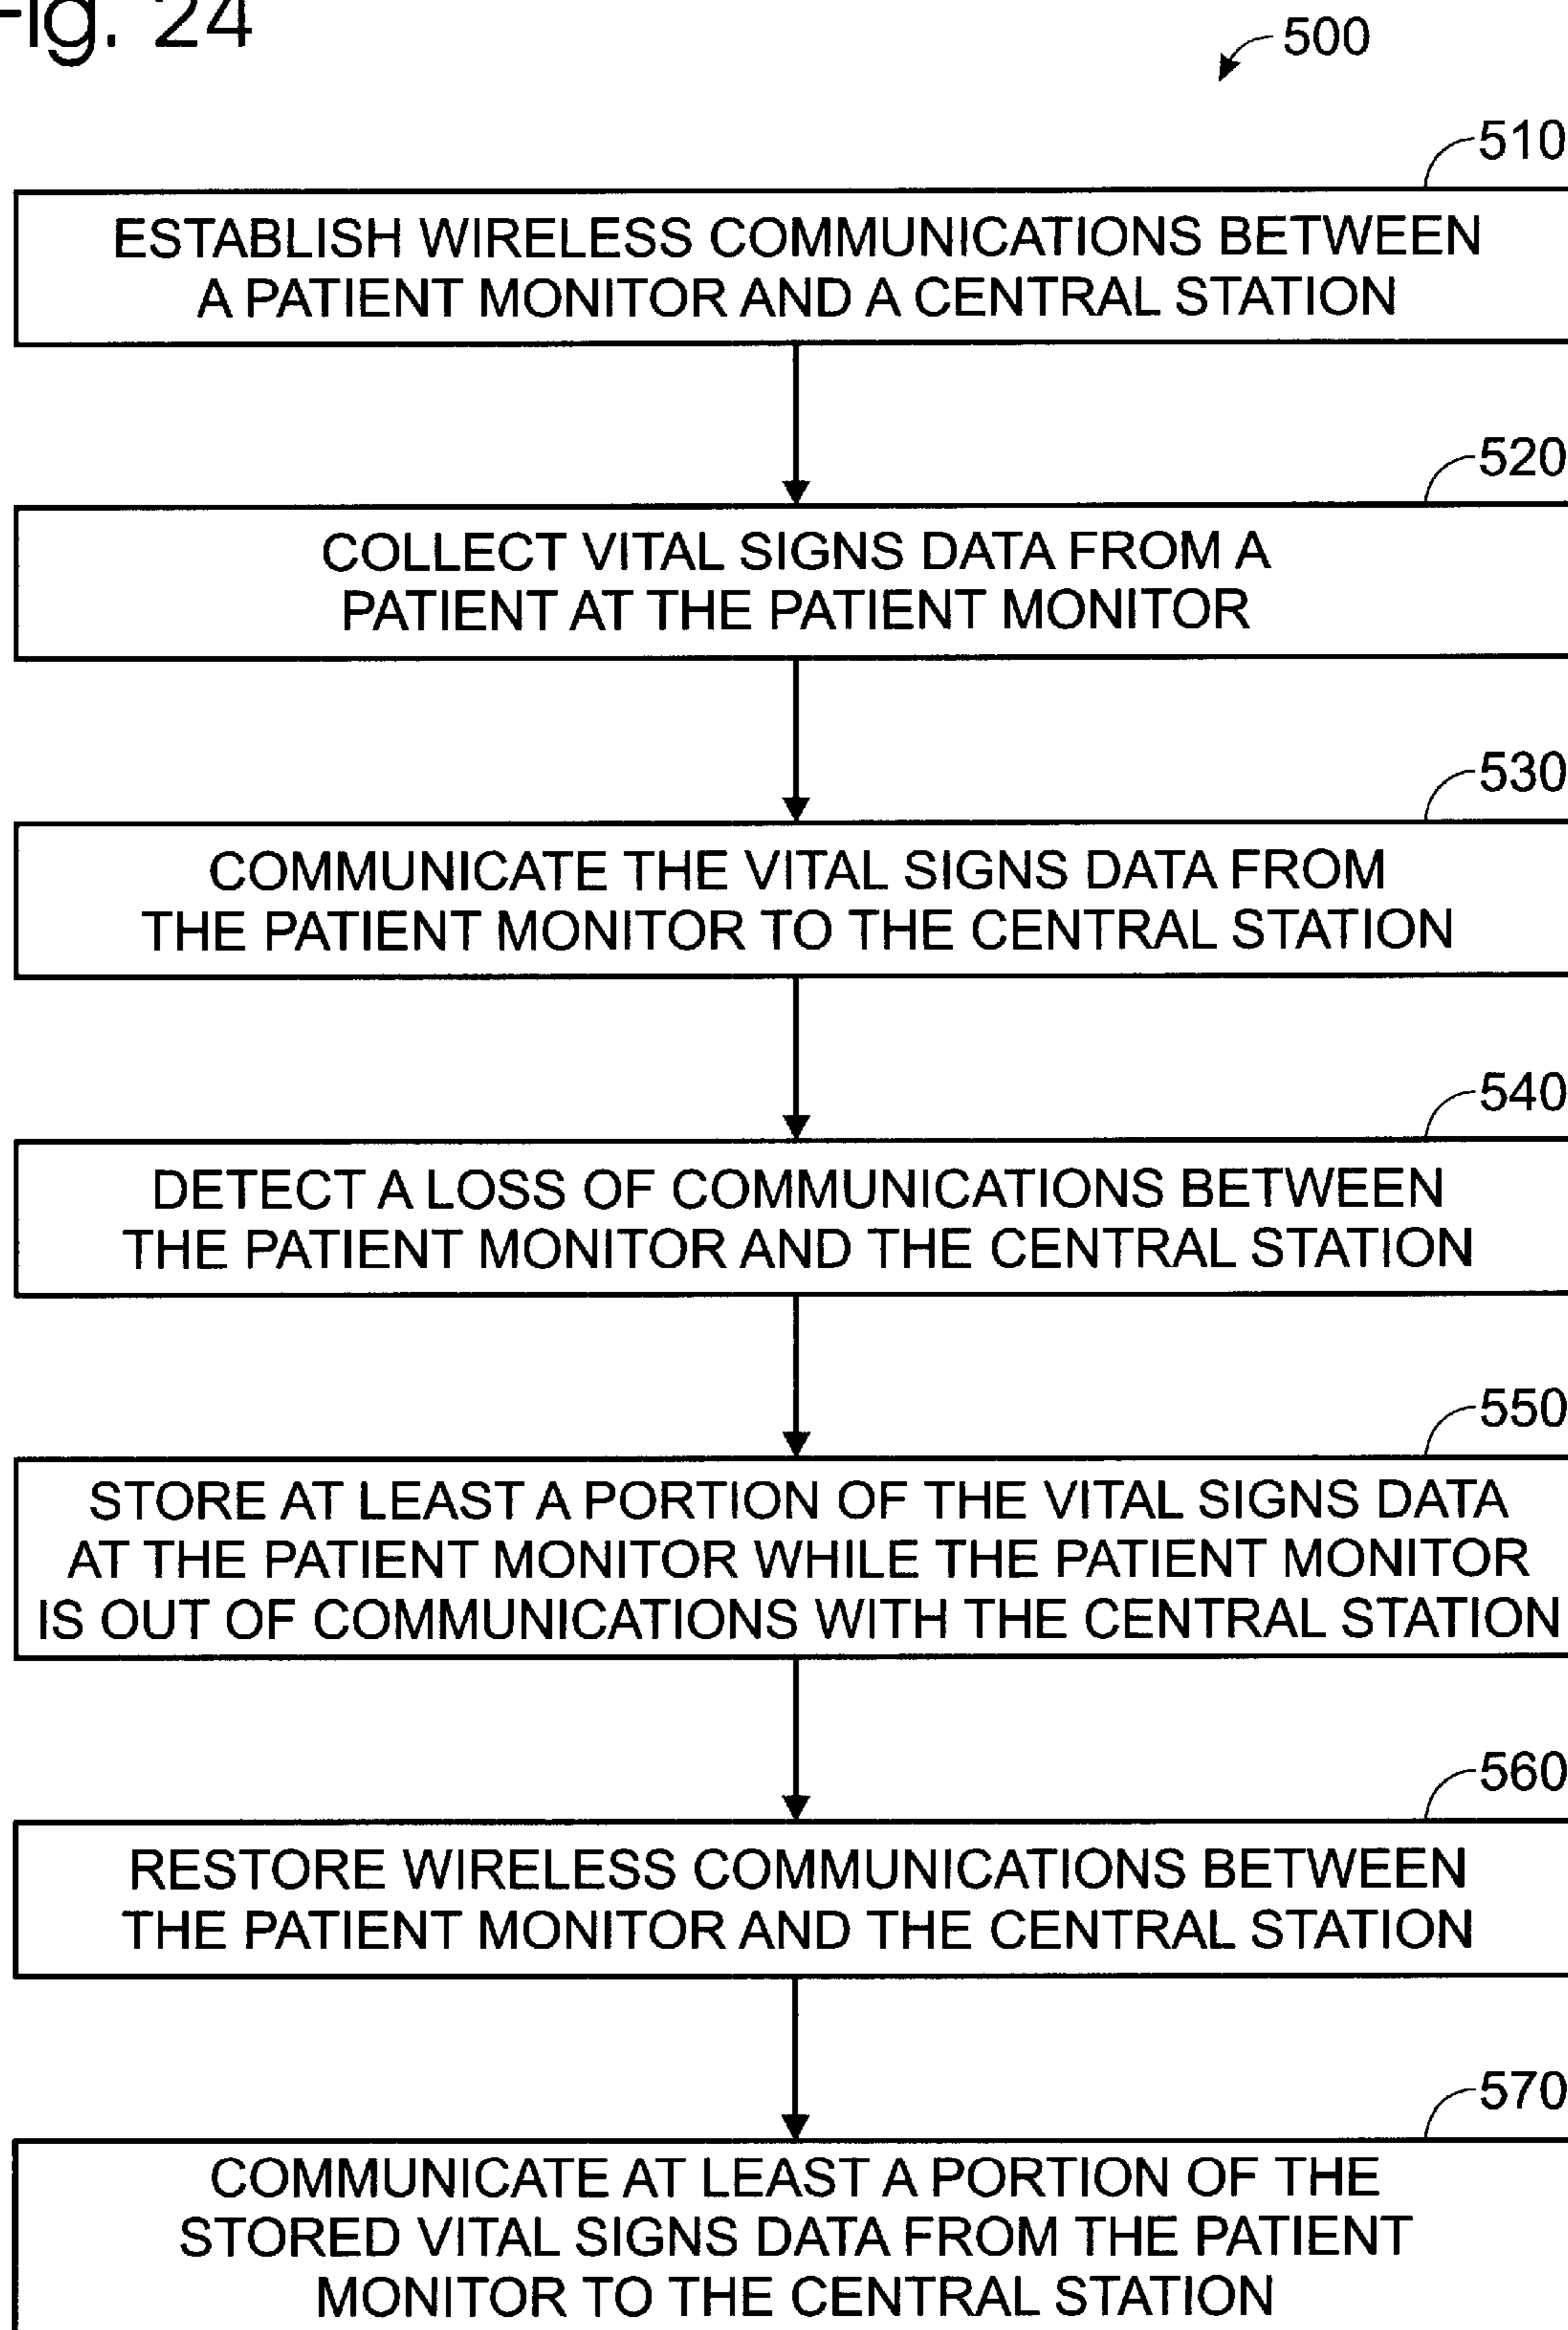 Fig. 24
500
510
ESTABLISH WIRELESS COMMUNICATIONS BETWEEN
A PATIENT MONITOR AND A CENTRAL STATION
520
COLLECT VITAL SIGNS DATA FROM A
PATIENT AT THE PATIENT MONITOR
530
COMMUNICATE THE VITAL SIGNS DATA FROM
THE PATIENT MONITOR TO THE CENTRAL STATION
540
DETECT A LOSS OF COMMUNICATIONS BETWEEN
THE PATIENT MONITOR AND THE CENTRAL STATION
550
STORE AT LEAST A PORTION OF THE VITAL SIGNS DATA
AT THE PATIENT MONITOR WHILE THE PATIENT MONITOR
IS OUT OF COMMUNICATIONS WITH THE CENTRAL STATION
560
RESTORE WIRELESS COMMUNICATIONS BETWEEN
THE PATIENT MONITOR AND THE CENTRAL STATION
570
COMMUNICATE AT LEAST A PORTION OF THE
STORED VITAL SIGNS DATA FROM THE PATIENT
MONITOR TO THE CENTRAL STATION